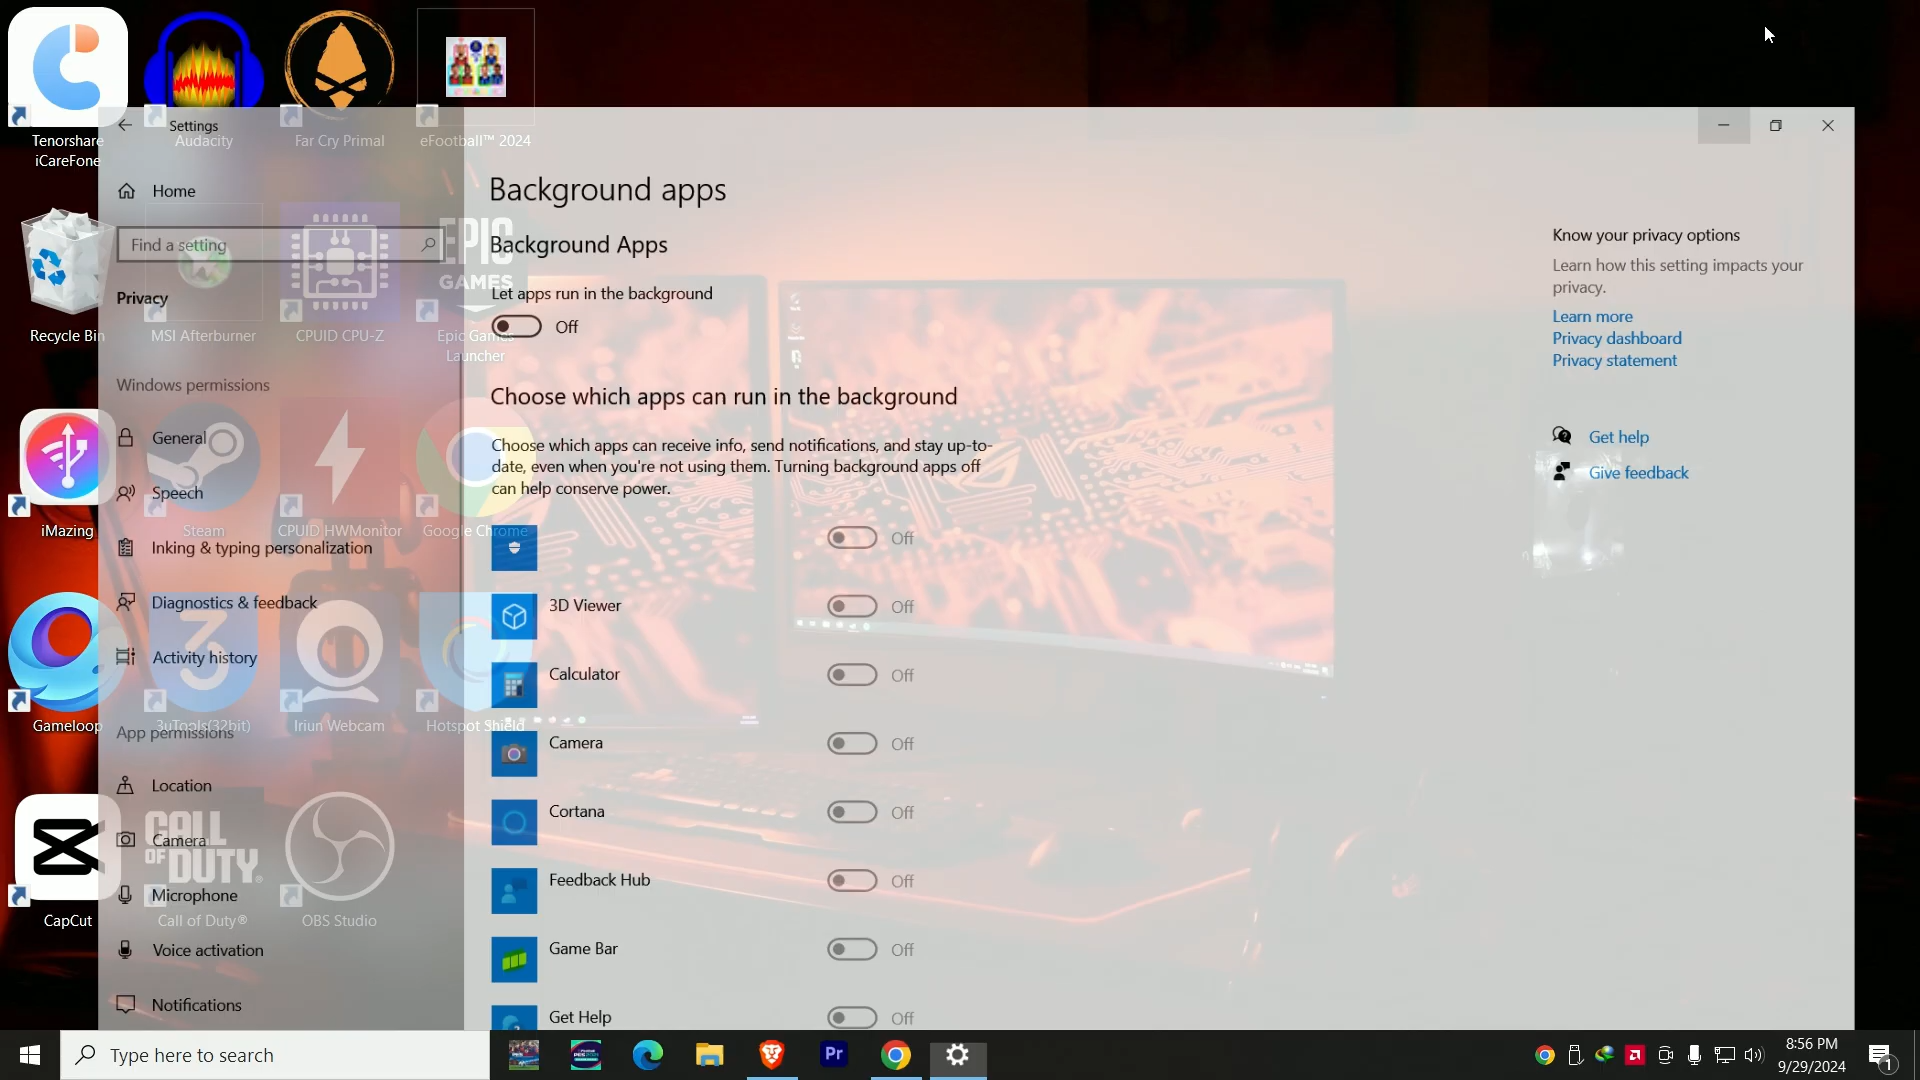 Tenorshare
iCareFone
Audacity
Far Cry Primal
eFootball™ 2024
Recycle Bin
MSI Afterburner
CPUID CPU-Z
EPIC
GAMES
Epic Games
Launcher
iMazing
Steam
CPUID HWMonitor
Google Chrome
Gameloop
3uTools(32bit)
Iriun Webcam
Hotspot Shield
CapCut
CALL
OF DUTY
Call of Duty®
OBS Studio
Settings
Home
Find a setting
Privacy
Windows permissions
General
Speech
Inking & typing personalization
Diagnostics & feedback
Activity history
App permissions
Location
Camera
Microphone
Voice activation
Notifications
Background apps
Background Apps
Let apps run in the background
Off
Choose which apps can run in the background
Choose which apps can receive info, send notifications, and stay up-to-
date, even when you're not using them. Turning background apps off
can help conserve power.
Off
3D Viewer Off
Calculator Off
Camera Off
Cortana Off
Feedback Hub Off
Game Bar Off
Get Help Off
Know your privacy options
Learn how this setting impacts your
privacy.
Learn more
Privacy dashboard
Privacy statement
Get help
Give feedback
Type here to search
Pr
8:56 PM
9/29/2024
1